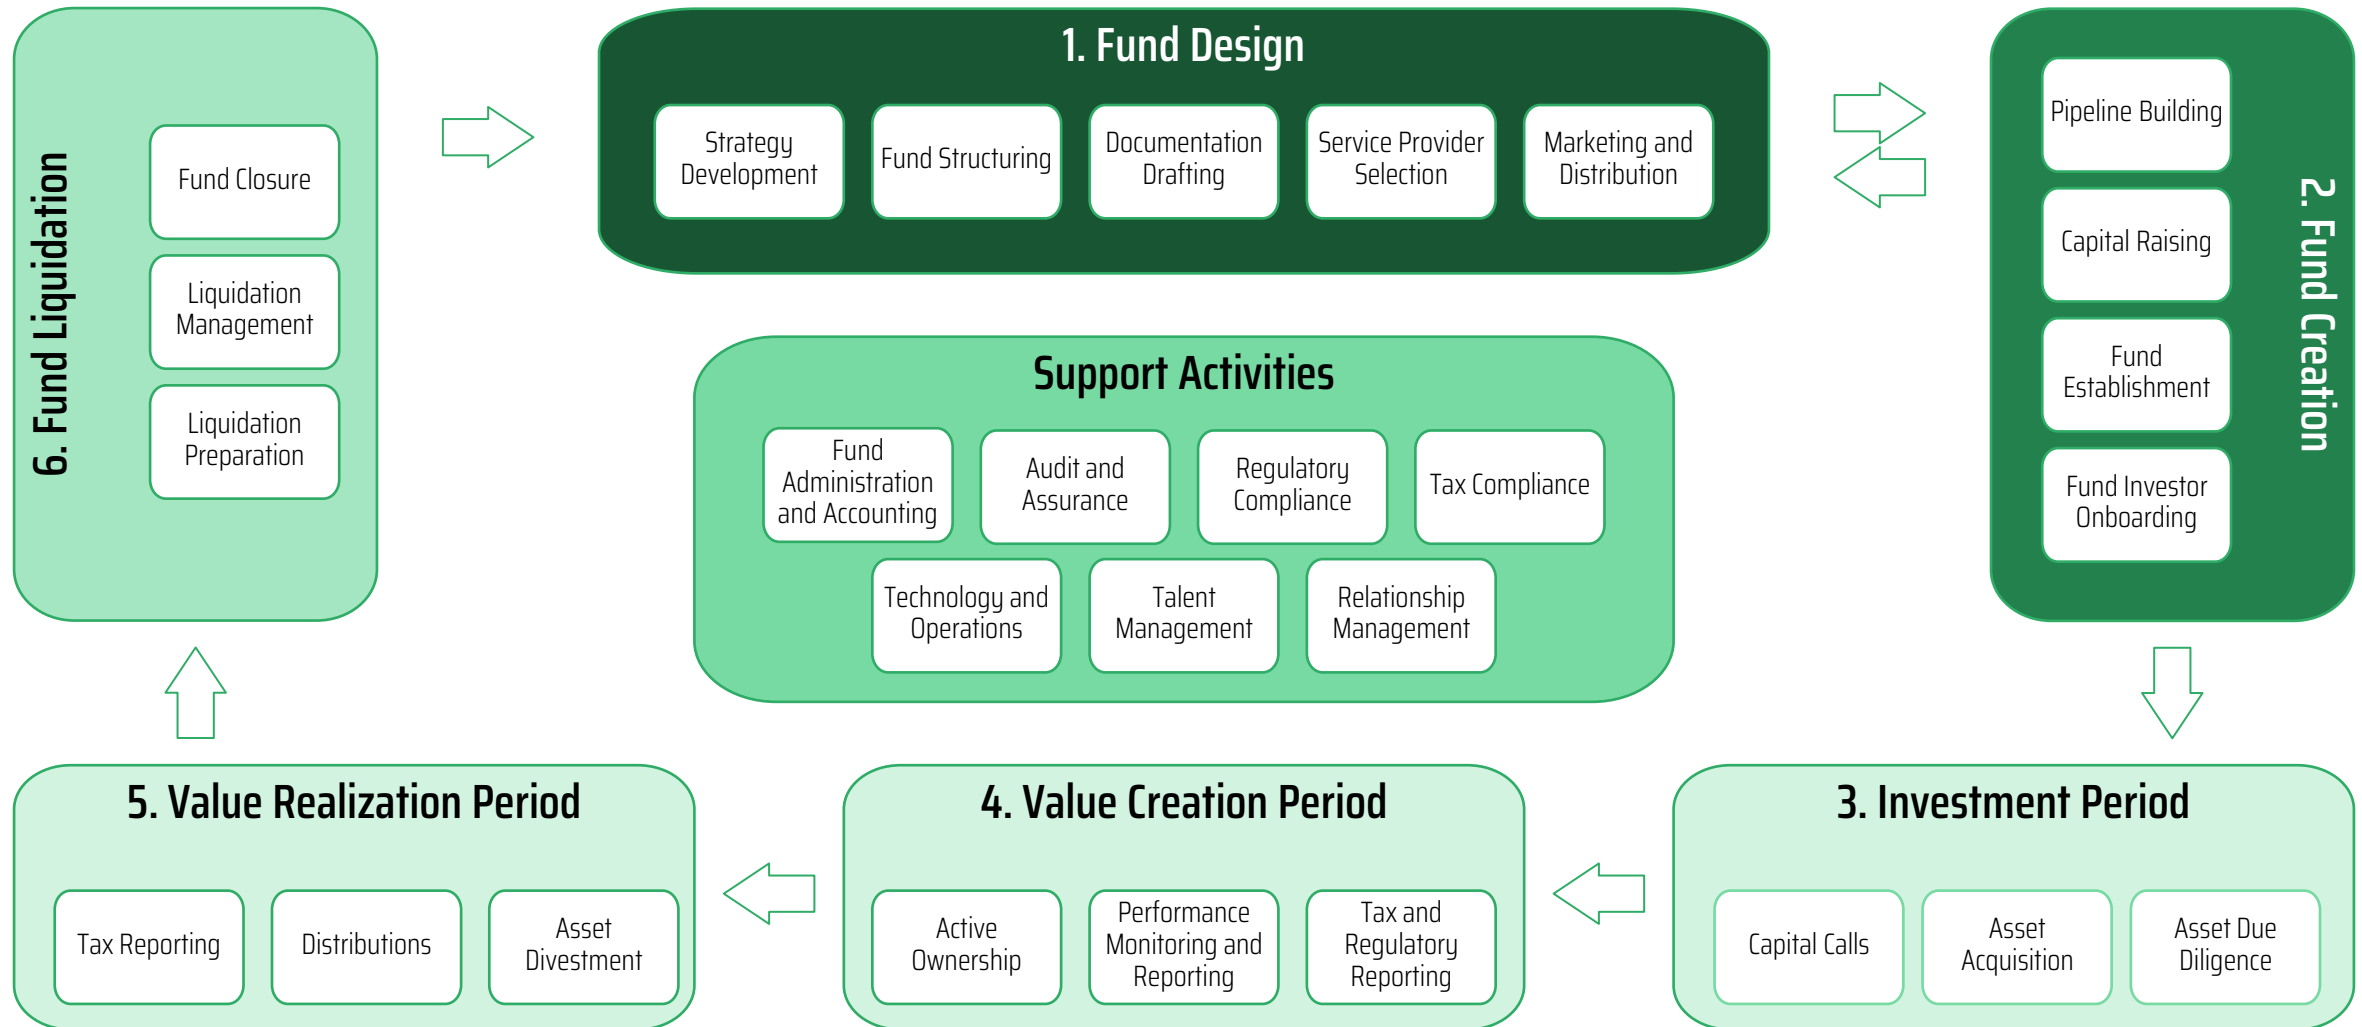 1. Fund Design
Strategy
Development
Fund Structuring
Documentation
Drafting
Service Provider
Selection
Marketing and
Distribution
2. Fund Creation
Pipeline Building
Capital Raising
Fund
Establishment
Fund Investor
Onboarding
Support Activities
Fund
Administration
and Accounting
Audit and
Assurance
Regulatory
Compliance
Tax Compliance
Technology and
Operations
Talent
Management
Relationship
Management
3. Investment Period
Capital Calls
Asset
Acquisition
Asset Due
Diligence
4. Value Creation Period
Active
Ownership
Performance
Monitoring and
Reporting
Tax and
Regulatory
Reporting
5. Value Realization Period
Tax Reporting
Distributions
Asset
Divestment
6. Fund Liquidation
Fund Closure
Liquidation
Management
Liquidation
Preparation